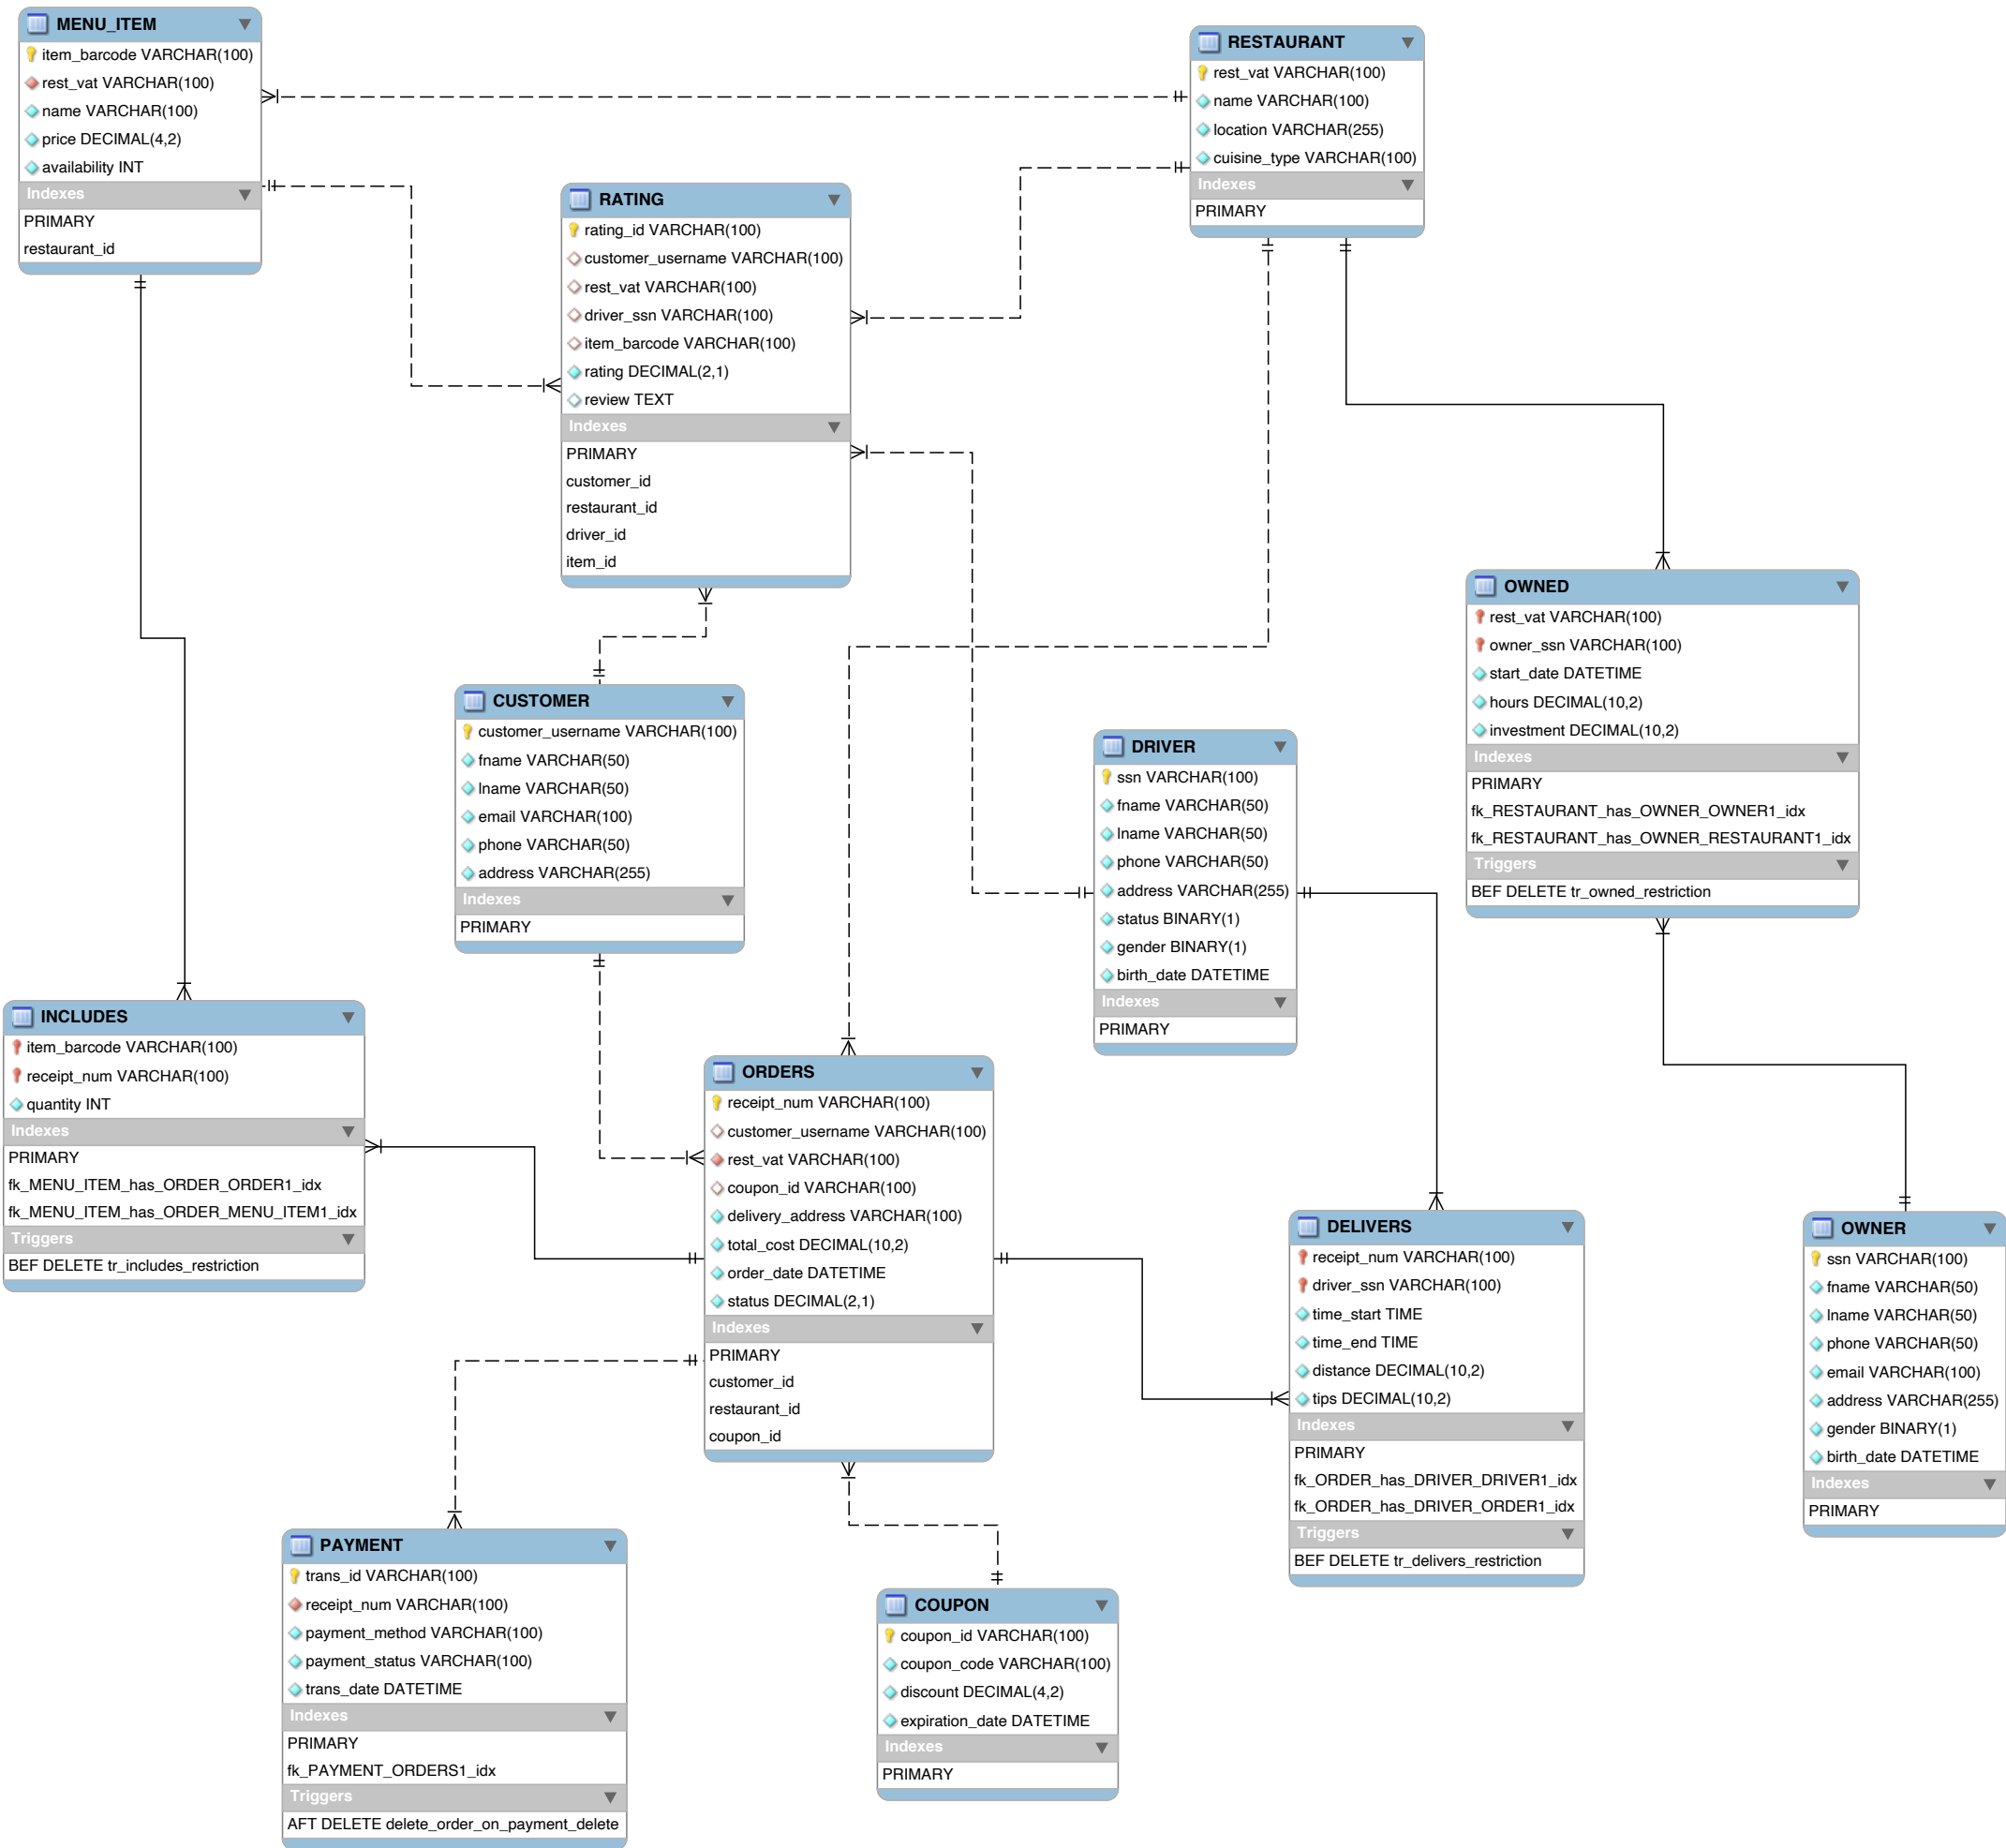 MENU_ITEM
item_barcode VARCHAR(100)
rest_vat VARCHAR(100)
name VARCHAR(100)
price DECIMAL(4,2)
availability INT
Indexes
PRIMARY
restaurant_id
RESTAURANT
rest_vat VARCHAR(100)
name VARCHAR(100)
location VARCHAR(255)
cuisine_type VARCHAR(100)
Indexes
PRIMARY
RATING
rating_id VARCHAR(100)
customer_username VARCHAR(100)
rest_vat VARCHAR(100)
driver_ssn VARCHAR(100)
item_barcode VARCHAR(100)
rating DECIMAL(2,1)
review TEXT
Indexes
PRIMARY
customer_id
restaurant_id
driver_id
item_id
OWNED
rest_vat VARCHAR(100)
owner_ssn VARCHAR(100)
start_date DATETIME
hours DECIMAL(10,2)
investment DECIMAL(10,2)
Indexes
PRIMARY
fk_RESTAURANT_has_OWNER_OWNER1_idx
fk_RESTAURANT_has_OWNER_RESTAURANT1_idx
Triggers
BEF DELETE tr_owned_restriction
CUSTOMER
customer_username VARCHAR(100)
fname VARCHAR(50)
lname VARCHAR(50)
email VARCHAR(100)
phone VARCHAR(50)
address VARCHAR(255)
Indexes
PRIMARY
DRIVER
ssn VARCHAR(100)
fname VARCHAR(50)
lname VARCHAR(50)
phone VARCHAR(50)
address VARCHAR(255)
status BINARY(1)
gender BINARY(1)
birth_date DATETIME
Indexes
PRIMARY
INCLUDES
item_barcode VARCHAR(100)
receipt_num VARCHAR(100)
quantity INT
Indexes
PRIMARY
fk_MENU_ITEM_has_ORDER_ORDER1_idx
fk_MENU_ITEM_has_ORDER_MENU_ITEM1_idx
Triggers
BEF DELETE tr_includes_restriction
ORDERS
receipt_num VARCHAR(100)
customer_username VARCHAR(100)
rest_vat VARCHAR(100)
coupon_id VARCHAR(100)
delivery_address VARCHAR(100)
total_cost DECIMAL(10,2)
order_date DATETIME
status DECIMAL(2,1)
Indexes
PRIMARY
customer_id
restaurant_id
coupon_id
DELIVERS
receipt_num VARCHAR(100)
driver_ssn VARCHAR(100)
time_start TIME
time_end TIME
distance DECIMAL(10,2)
tips DECIMAL(10,2)
Indexes
PRIMARY
fk_ORDER_has_DRIVER_DRIVER1_idx
fk_ORDER_has_DRIVER_ORDER1_idx
Triggers
BEF DELETE tr_delivers_restriction
OWNER
ssn VARCHAR(100)
fname VARCHAR(50)
lname VARCHAR(50)
phone VARCHAR(50)
email VARCHAR(100)
address VARCHAR(255)
gender BINARY(1)
birth_date DATETIME
Indexes
PRIMARY
PAYMENT
trans_id VARCHAR(100)
receipt_num VARCHAR(100)
payment_method VARCHAR(100)
payment_status VARCHAR(100)
trans_date DATETIME
Indexes
PRIMARY
fk_PAYMENT_ORDERS1_idx
Triggers
AFT DELETE delete_order_on_payment_delete
COUPON
coupon_id VARCHAR(100)
coupon_code VARCHAR(100)
discount DECIMAL(4,2)
expiration_date DATETIME
Indexes
PRIMARY